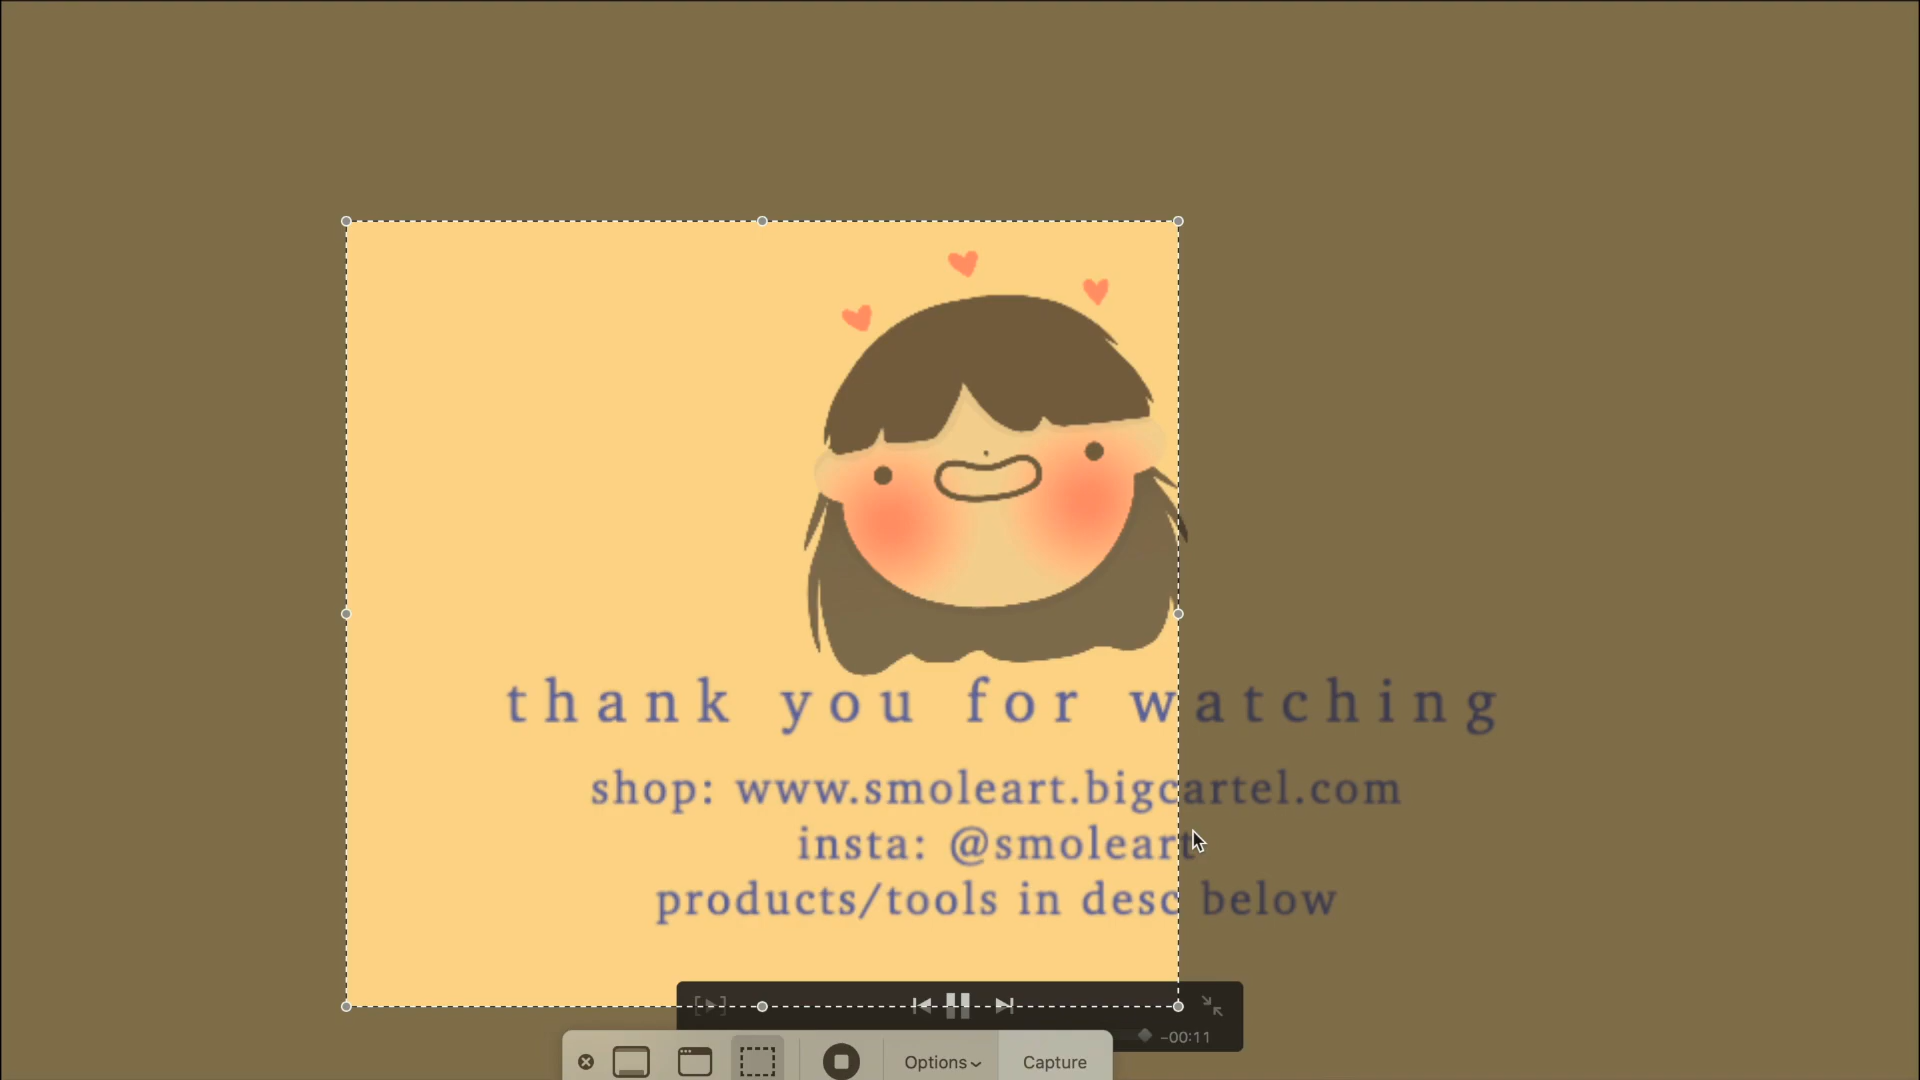 thank you for watching
shop: www.smoleart.bigcartel.com
insta: @smoleart
products/tools in desc below
-00:11
Options
Capture